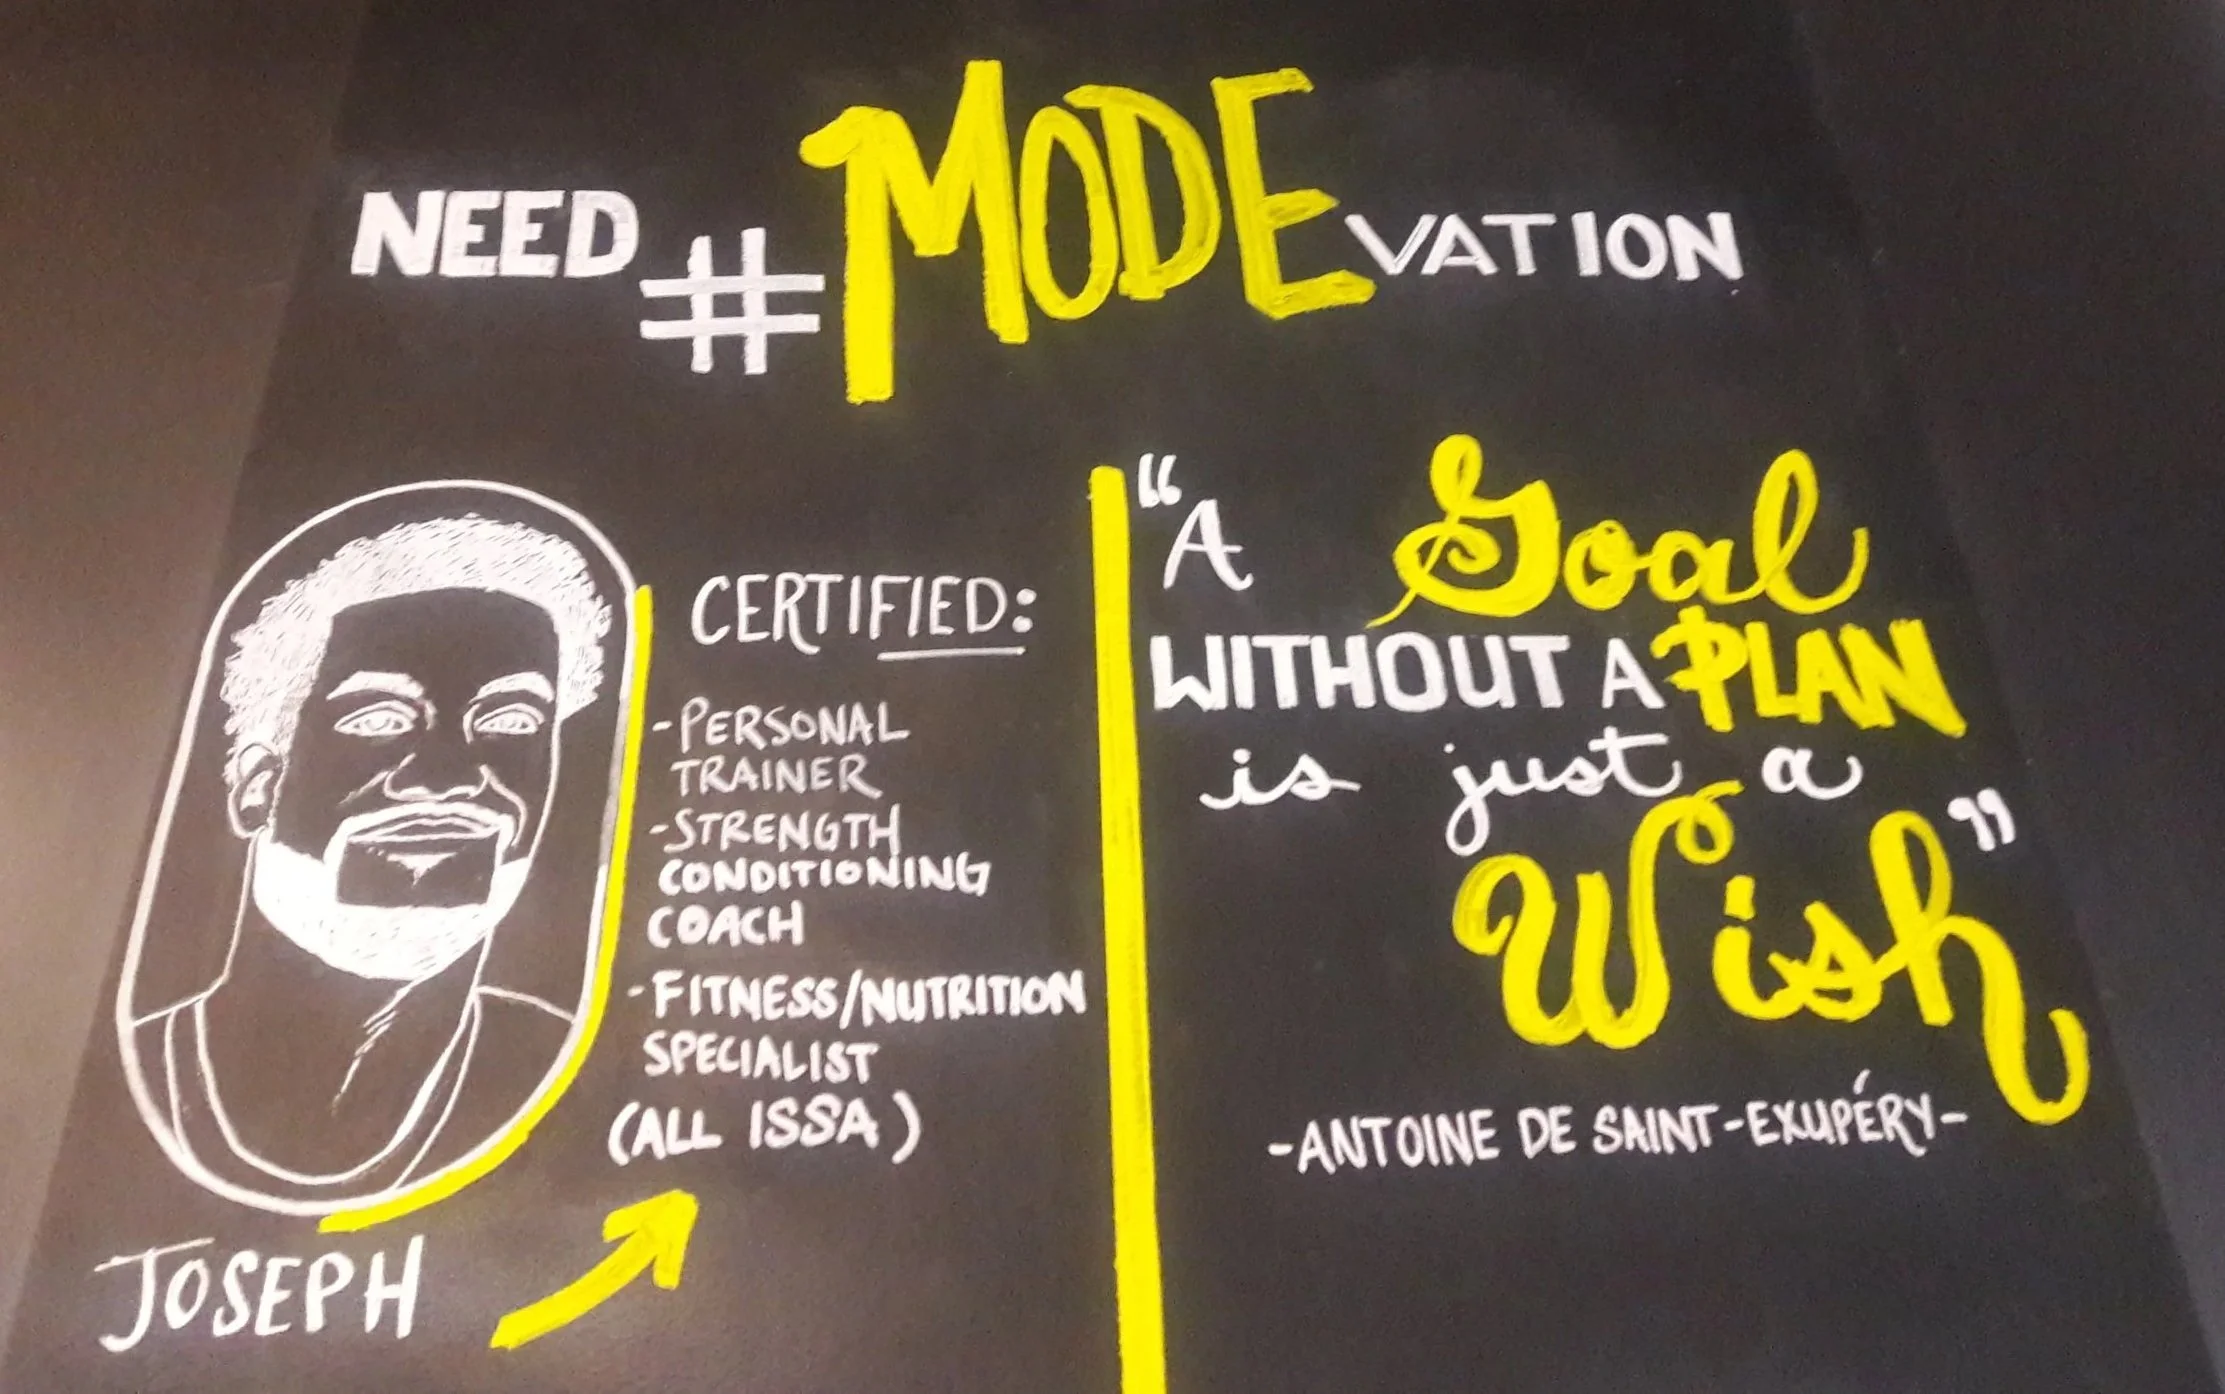 NEED #MODEVATION
CERTIFIED:
-PERSONAL
TRAINER
-STRENGTH
CONDITIONING
COACH
-FITNESS/NUTRITION
SPECIALIST
(ALL ISSA)
JOSEPH
"A Goal
WITHOUT A PLAN
is just a
Wish"
-ANTOINE DE SAINT-EXUPÉRY-